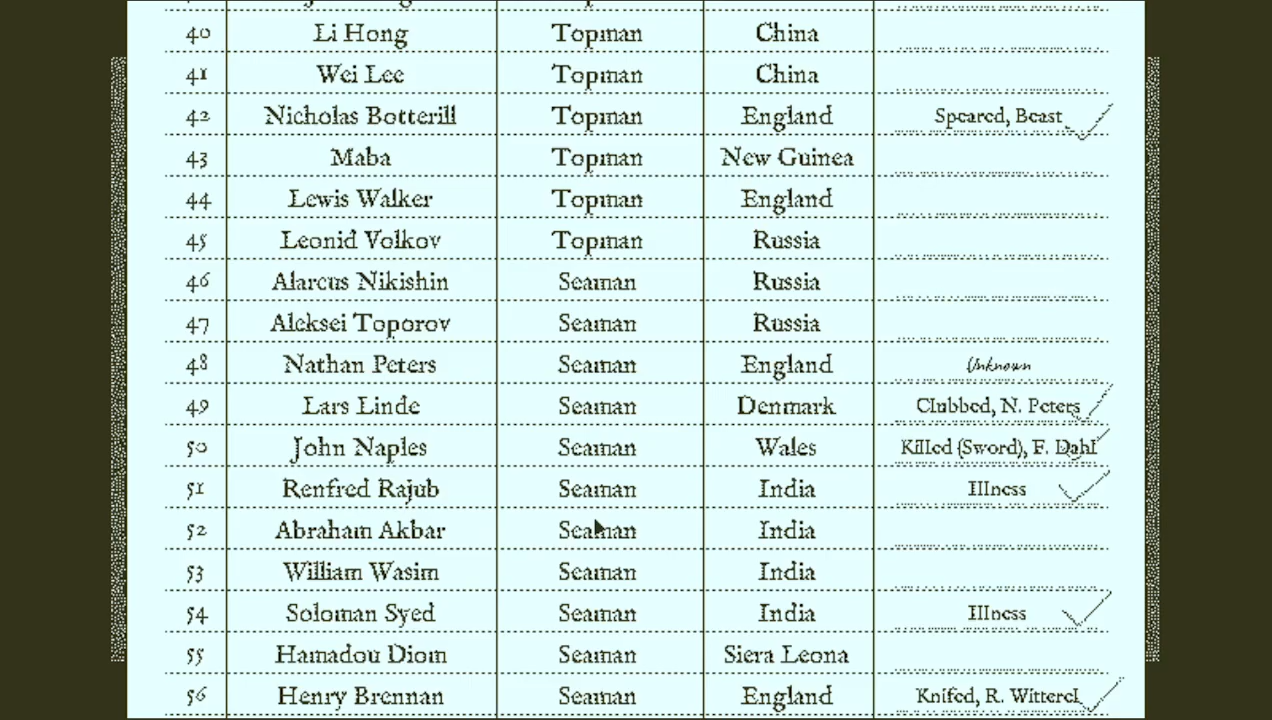 40 Li Hong Topman China
41 Wei Lee Topman China
42 Nicholas Botterill Topman England Speared, Beast
43 Maba Topman New Guinea
44 Lewis Walker Topman England
45 Leonid Volkov Topman Russia
46 Alarcus Nikishin Seaman Russia
47 Aleksei Toporov Seaman Russia
48 Nathan Peters Seaman England Unknown
49 Lars Linde Seaman Denmark Clubbed, N. Peters
50 John Naples Seaman Wales Killed (Sword), F. Dahl
51 Renfred Rajub Seaman India Illness
52 Abraham Akbar Seaman India
53 William Wasim Seaman India
54 Soloman Syed Seaman India Illness
55 Hamadou Diom Seaman Siera Leona
56 Henry Brennan Seaman England Knifed, R. Witterel